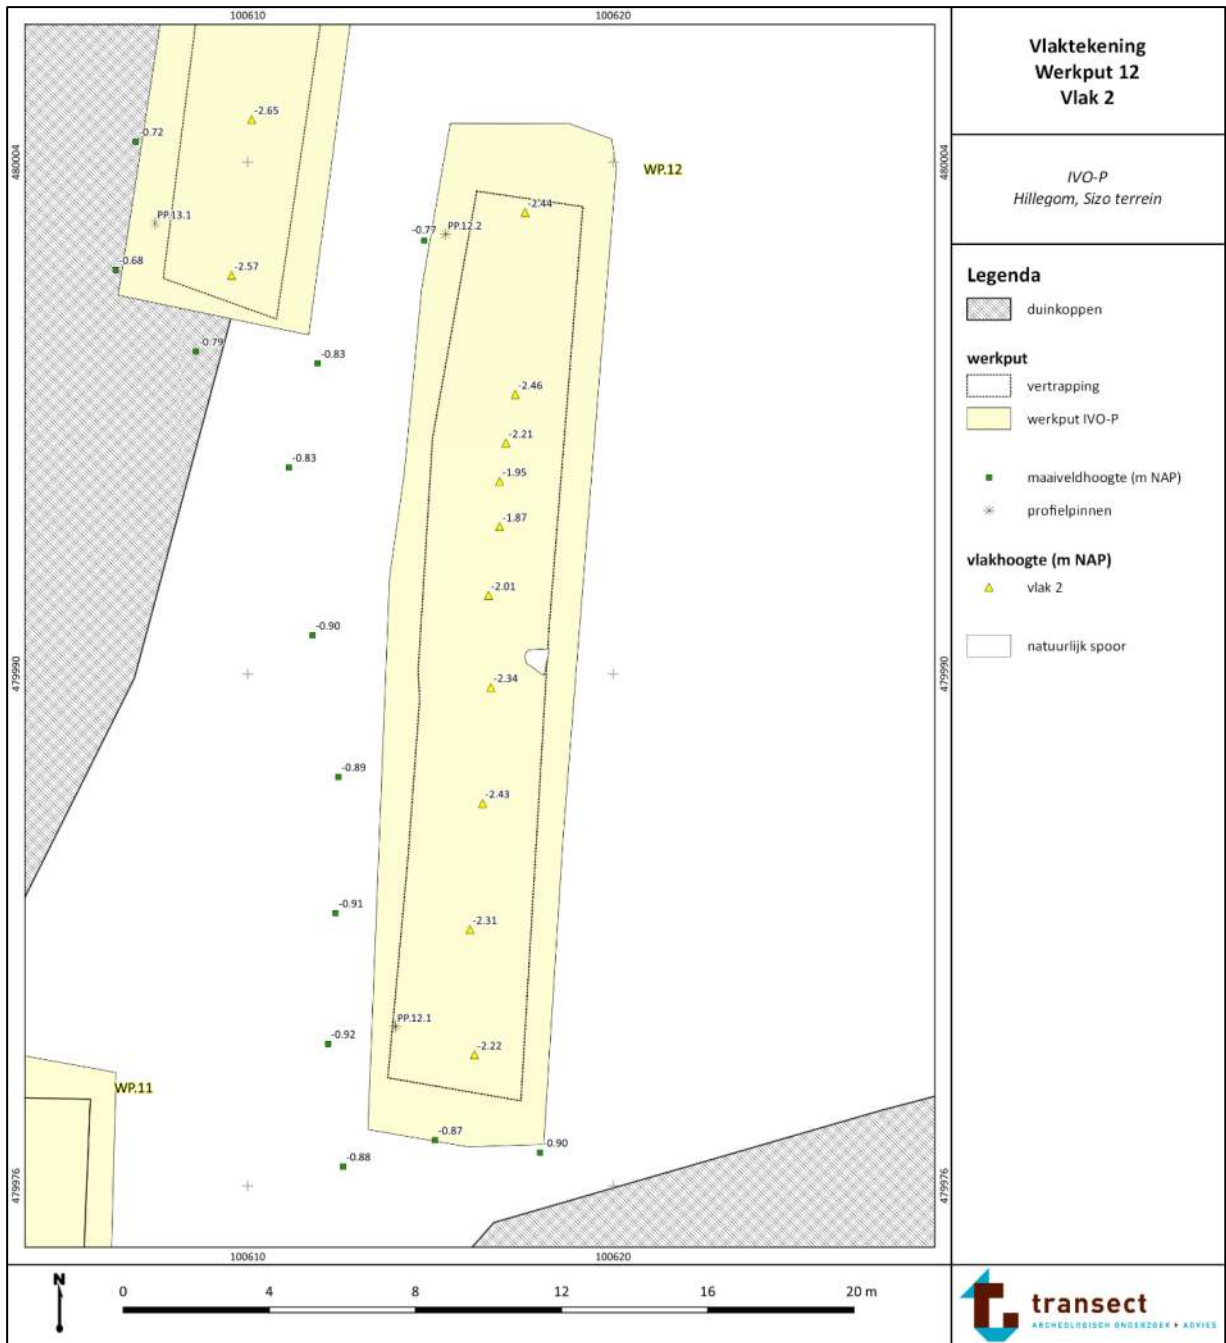 100610
100620
Vlaktekening
Werkput 12
Vlak 2
IVO-P
Hillegom, Sizo terrein
Legenda
duinkoppen
werkput
vertrapping
werkput IVO-P
maaiveldhoogte (m NAP)
profielpinnen
vlakhoogte (m NAP)
vlak 2
natuurlijk spoor
-2.65
-0.72
480004
480004
WP.12
PP.13.1
-2.44
-0.77
PP.12.2
-0.68
-2.57
-0.79
-0.83
-2.46
-2.21
-0.83
-1.95
-1.87
-2.01
-0.90
479990
479990
-2.34
-0.89
-2.43
-0.91
-2.31
PP.12.1
-0.92
-2.22
WP.11
-0.87
-0.90
-0.88
479976
479976
100610
100620
N
0 4 8 12 16 20 m
transect
ARCHEOLOGISCH ONDERZOEK & ADVIES